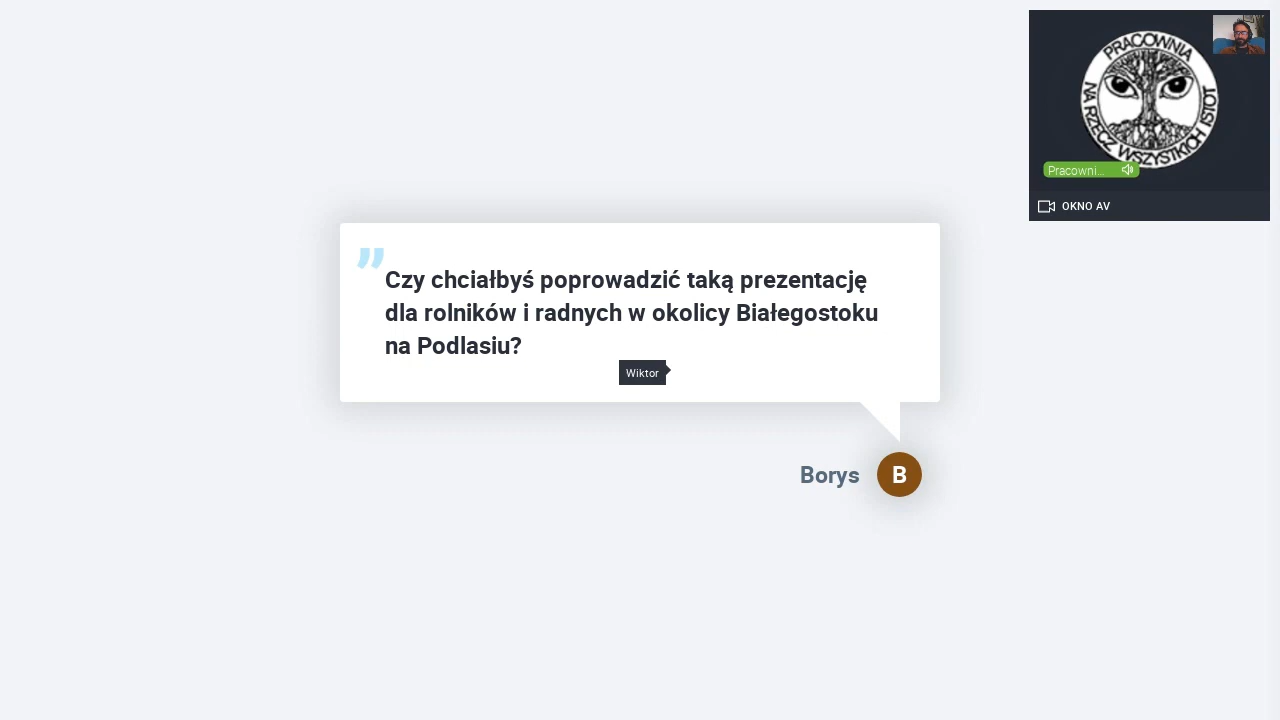 PRACOWNIA
NA RZECZ WSZYSTKICH ISTOT
Pracowni...
OKNO AV
”
Czy chciałbyś poprowadzić taką prezentację
dla rolników i radnych w okolicy Białegostoku
na Podlasiu?
Wiktor
Borys
B